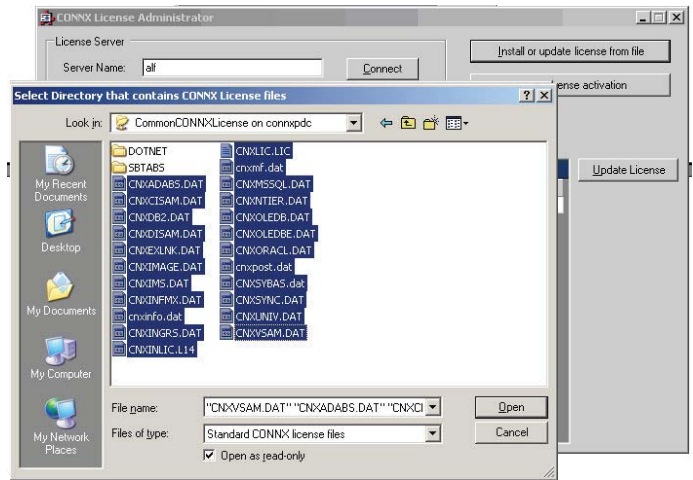 CONNX License Administrator
License Server
Server Name: alf
Connect
Install or update license from file
ense activation
Update License
Select Directory that contains CONNX License files
Look in: CommonCONNXLicense on connxpdc
My Recent Documents
Desktop
My Documents
My Computer
My Network Places
DOTNET
SBTABS
CNXADABS.DAT
CNXCISAM.DAT
CNXDB2.DAT
CNXDISAM.DAT
CNXEXLNK.DAT
CNXIMAGE.DAT
CNXIMS.DAT
CNXINFMX.DAT
cnxinfo.dat
CNXINGRS.DAT
CNXINLIC.L14
CNXLIC.LIC
cnxmf.dat
CNXMSSQL.DAT
CNXNTIER.DAT
CNXOLEDB.DAT
CNXOLEDBE.DAT
CNXORACL.DAT
cnxpost.dat
CNXSYBAS.dat
CNXSYNC.DAT
CNXUNIV.DAT
CNXVSAM.DAT
File name: "CNXVSAM.DAT" "CNXADABS.DAT" "CNXCI
Open
Files of type: Standard CONNX license files
Cancel
Open as read-only